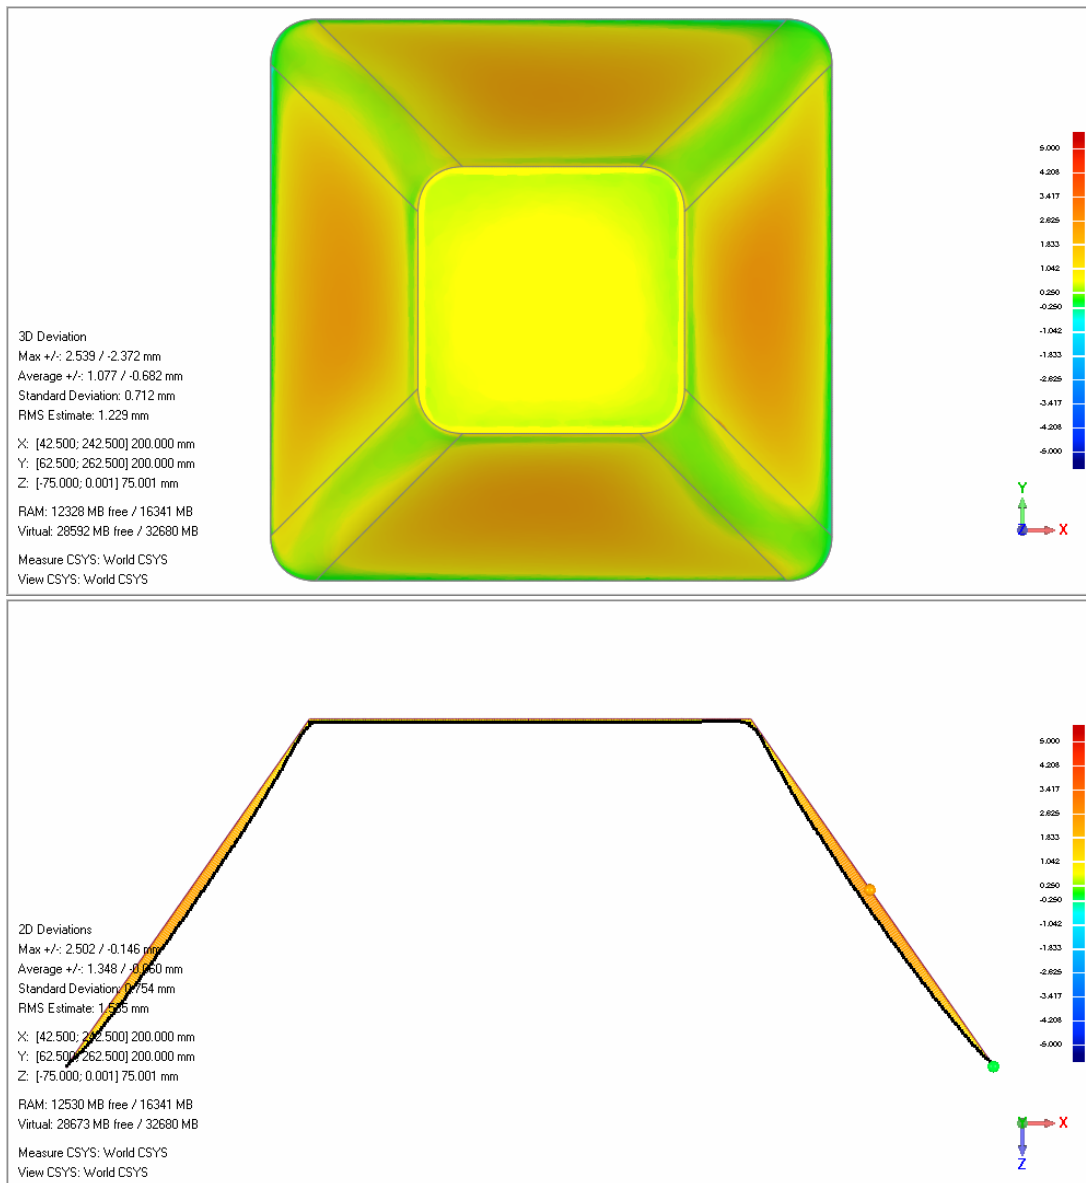 3D Deviation
Max +/-: 2.539 / -2.372 mm
Average +/-: 1.077 / -0.682 mm
Standard Deviation: 0.712 mm
RMS Estimate: 1.229 mm
X: [42.500; 242.500] 200.000 mm
Y: [62.500; 262.500] 200.000 mm
Z: [-75.000; 0.001] 75.001 mm
RAM: 12328 MB free / 16341 MB
Virtual: 28592 MB free / 32680 MB
Measure CSYS: World CSYS
View CSYS: World CSYS
5.000
4.208
3.417
2.625
1.833
1.042
0.250
-0.250
-1.042
-1.833
-2.625
-3.417
-4.208
-5.000
Y
Z
X
2D Deviations
Max +/-: 2.502 / -0.146 mm
Average +/-: 1.348 / -0.060 mm
Standard Deviation: 0.754 mm
RMS Estimate: mm
X: [42.500; 242.500] 200.000 mm
Y: [62.500; 262.500] 200.000 mm
Z: [-75.000; 0.001] 75.001 mm
RAM: 12530 MB free / 16341 MB
Virtual: 28673 MB free / 32680 MB
Measure CSYS: World CSYS
View CSYS: World CSYS
5.000
4.208
3.417
2.625
1.833
1.042
0.250
-0.250
-1.042
-1.833
-2.625
-3.417
-4.208
-5.000
X
Z